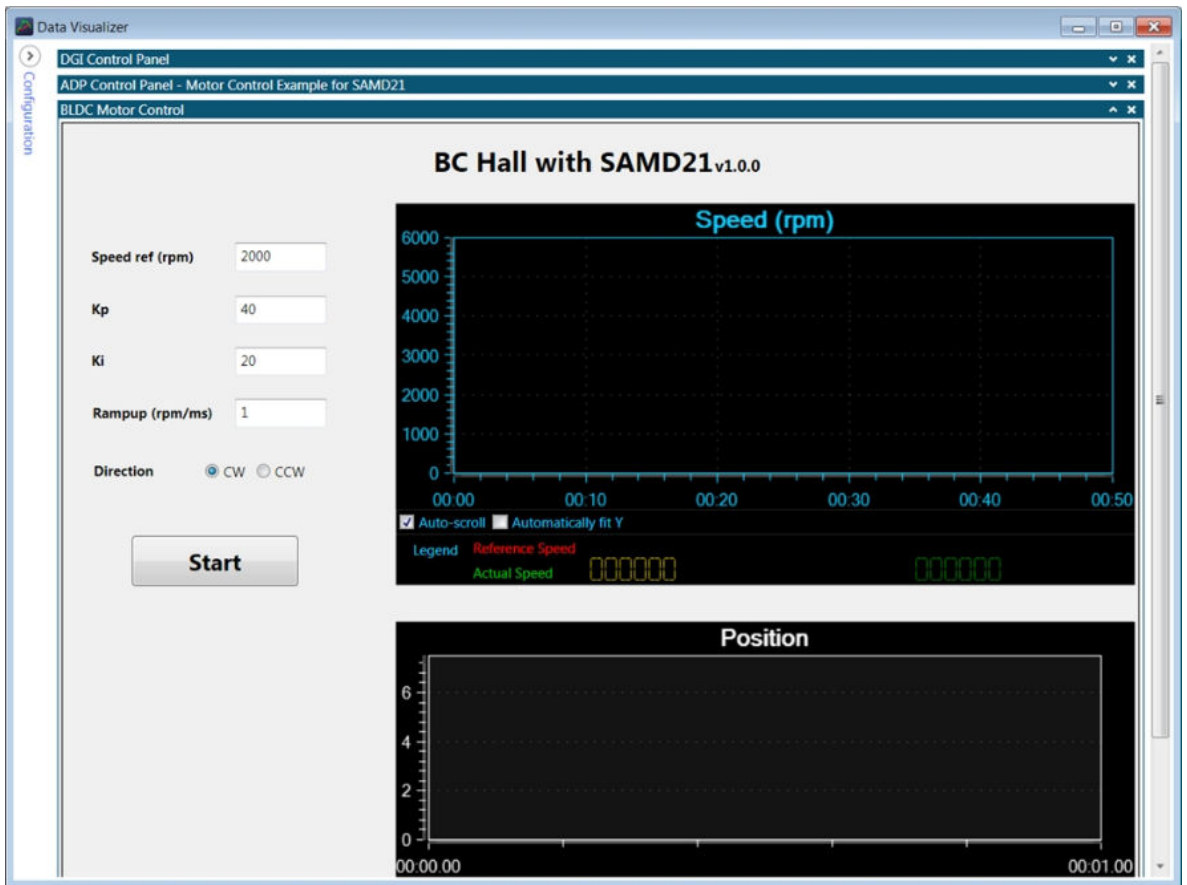 Data Visualizer
Configuration
DGI Control Panel
ADP Control Panel - Motor Control Example for SAMD21
BLDC Motor Control
BC Hall with SAMD21 v1.0.0
Speed ref (rpm) 2000
Kp 40
Ki 20
Rampup (rpm/ms) 1
Direction CW CCW
Start
Speed (rpm)
6000
5000
4000
3000
2000
1000
0
00:00 00:10 00:20 00:30 00:40 00:50
Auto-scroll Automatically fit Y
Legend Reference Speed
Actual Speed 000000 000000
Position
6
4
2
0
00:00.00 00:01.00